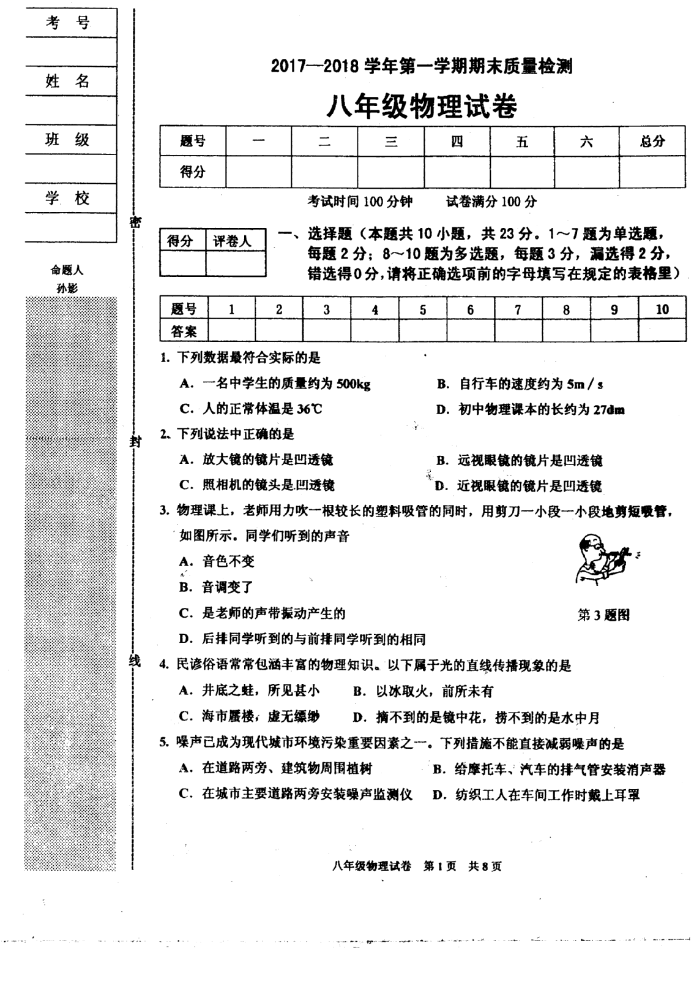 考 号
姓 名
班 级
学 校
命题人
孙影
密
封
线
2017—2018 学年第一学期期末质量检测
八年级物理试卷
题号 一 二 三 四 五 六 总分
得分
考试时间 100 分钟 试卷满分 100 分
得分 评卷人
一、选择题（本题共 10 小题，共 23 分。1～7 题为单选题，
每题 2 分；8～10 题为多选题，每题 3 分，漏选得 2 分，
错选得0分，请将正确选项前的字母填写在规定的表格里）
题号 1 2 3 4 5 6 7 8 9 10
答案
1. 下列数据最符合实际的是
A. 一名中学生的质量约为 500kg B. 自行车的速度约为 5m／s
C. 人的正常体温是 36℃ D. 初中物理课本的长约为 27dm
2、下列说法中正确的是
A. 放大镜的镜片是凹透镜 B. 远视眼镜的镜片是凹透镜
C. 照相机的镜头是凹透镜 D. 近视眼镜的镜片是凹透镜
3. 物理课上，老师用力吹一根较长的塑料吸管的同时，用剪刀一小段一小段地剪短吸管，
如图所示。同学们听到的声音
A. 音色不变
B. 音调变了
C. 是老师的声带振动产生的
第 3 题图
D. 后排同学听到的与前排同学听到的相同
4. 民谚俗语常常包涵丰富的物理知识。以下属于光的直线传播现象的是
A. 井底之蛙，所见甚小 B. 以冰取火，前所未有
C. 海市蜃楼，虚无缥缈 D. 摘不到的是镜中花，捞不到的是水中月
5. 噪声已成为现代城市环境污染重要因素之一。下列措施不能直接减弱噪声的是
A. 在道路两旁、建筑物周围植树 B. 给摩托车、汽车的排气管安装消声器
C. 在城市主要道路两旁安装噪声监测仪 D. 纺织工人在车间工作时戴上耳罩
八年级物理试卷 第 1 页 共 8 页